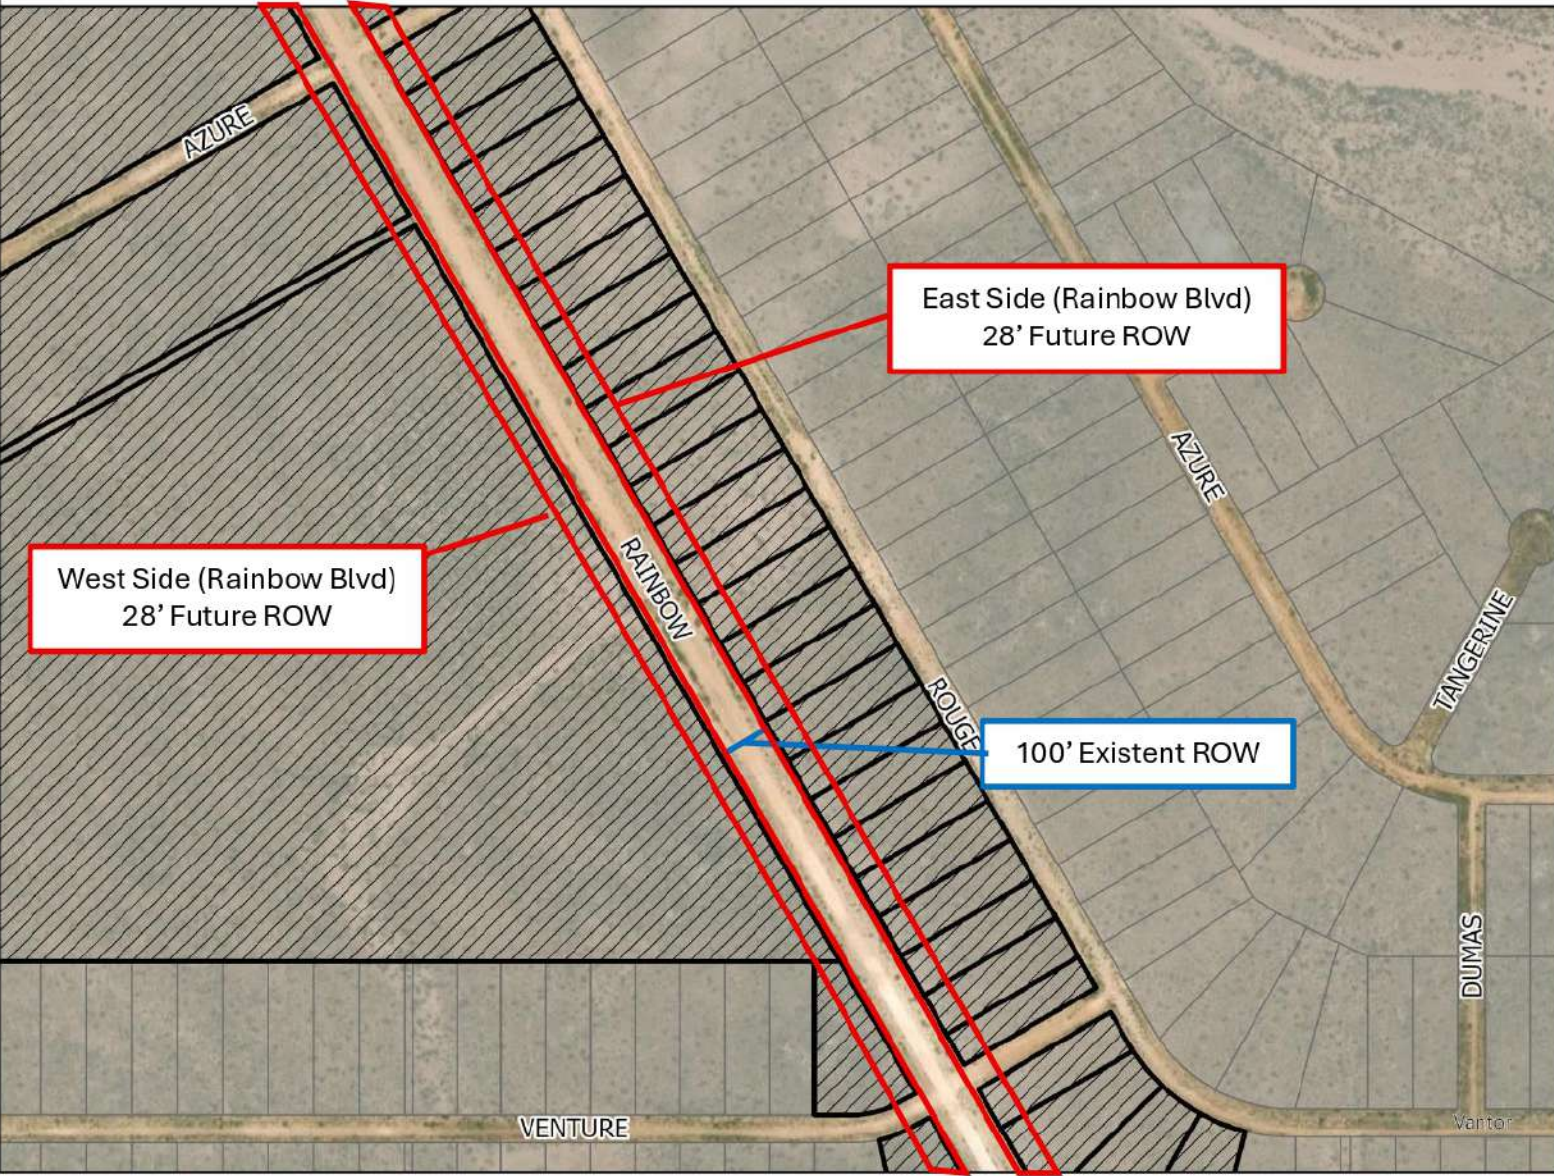 AZURE
East Side (Rainbow Blvd)
28' Future ROW
AZURE
West Side (Rainbow Blvd)
28' Future ROW
RAINBOW
TANGERINE
ROUGE
100' Existent ROW
DUMAS
VENTURE
Vantor